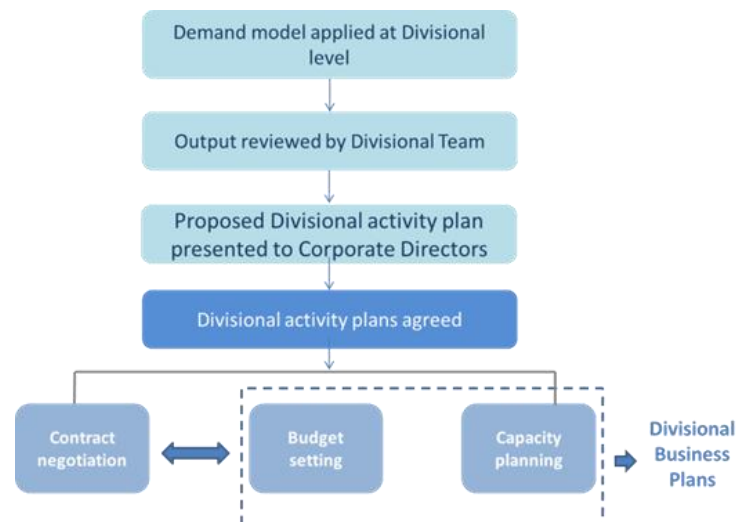 Demand model applied at Divisional
level
Output reviewed by Divisional Team
Proposed Divisional activity plan
presented to Corporate Directors
Divisional activity plans agreed
Contract
negotiation
Budget
setting
Capacity
planning
Divisional
Business
Plans